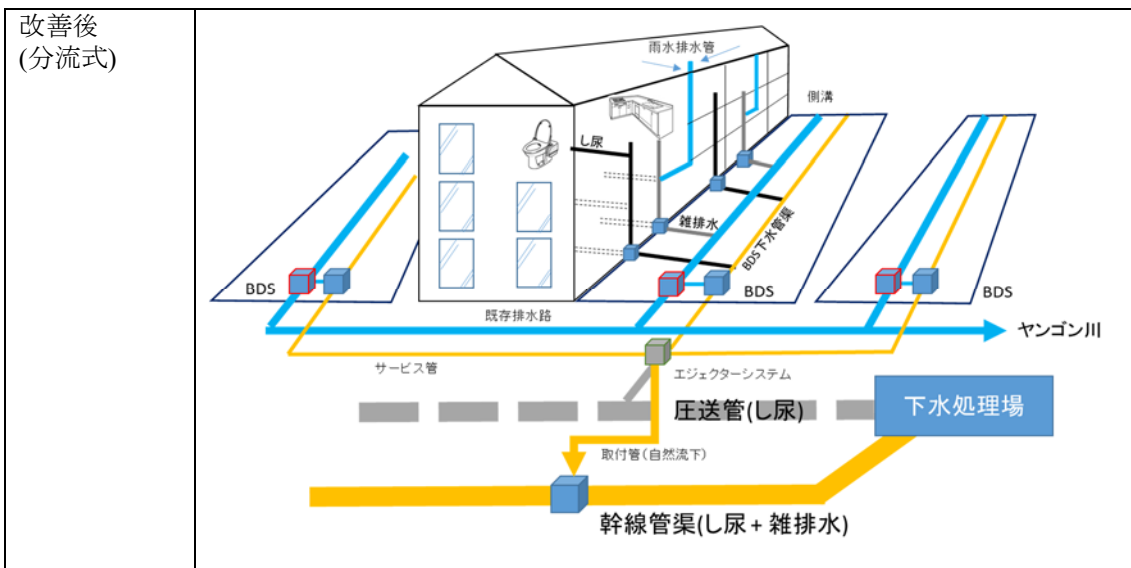 改善後
(分流式)
雨水排水管
側溝
し尿
雑排水
BDS下水管渠
BDS
BDS
BDS
既存排水路
ヤンゴン川
サービス管
エジェクターシステム
圧送管(し尿)
下水処理場
取付管(自然流下)
幹線管渠(し尿 + 雑排水)